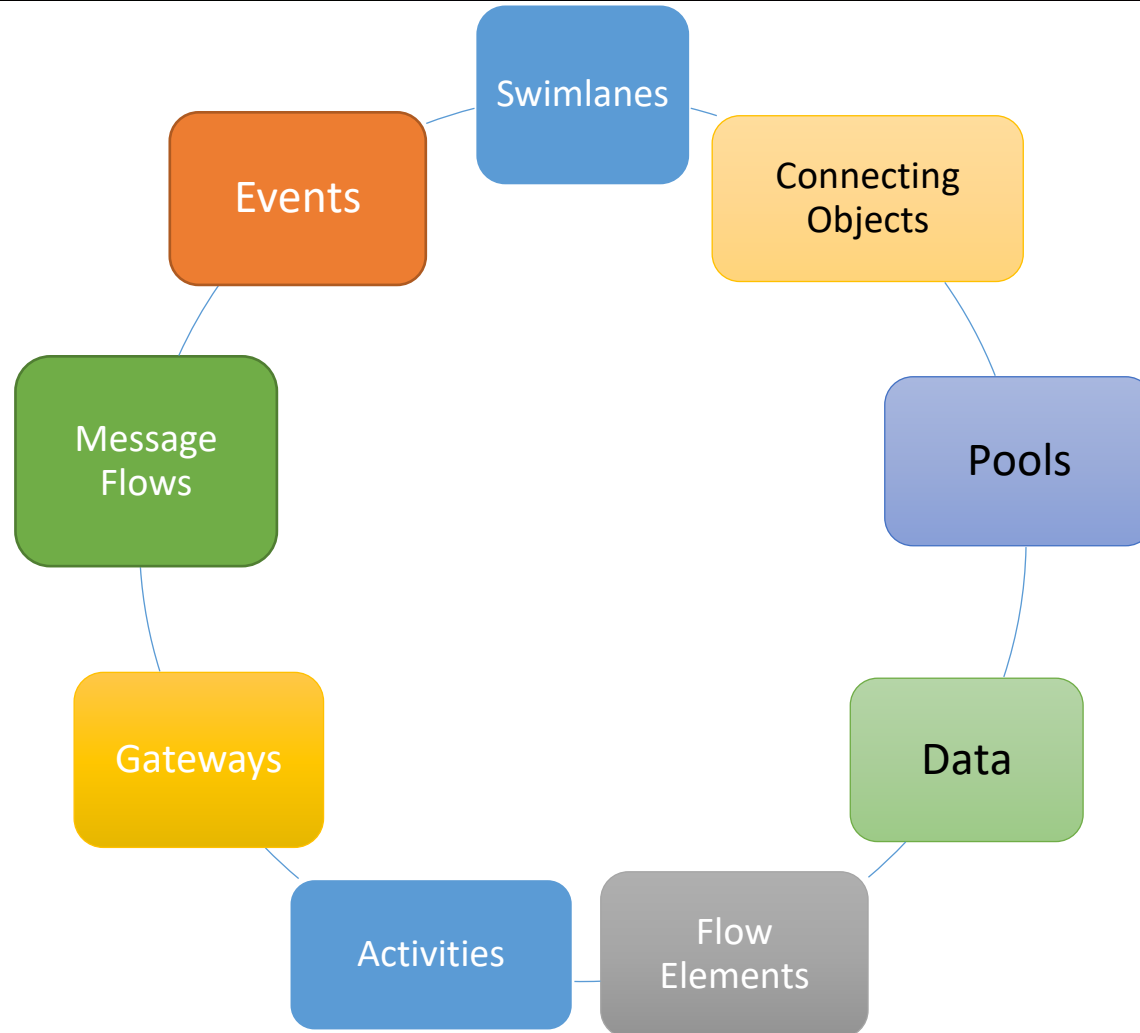 Swimlanes
Connecting
Objects
Pools
Data
Flow
Elements
Activities
Gateways
Message
Flows
Events